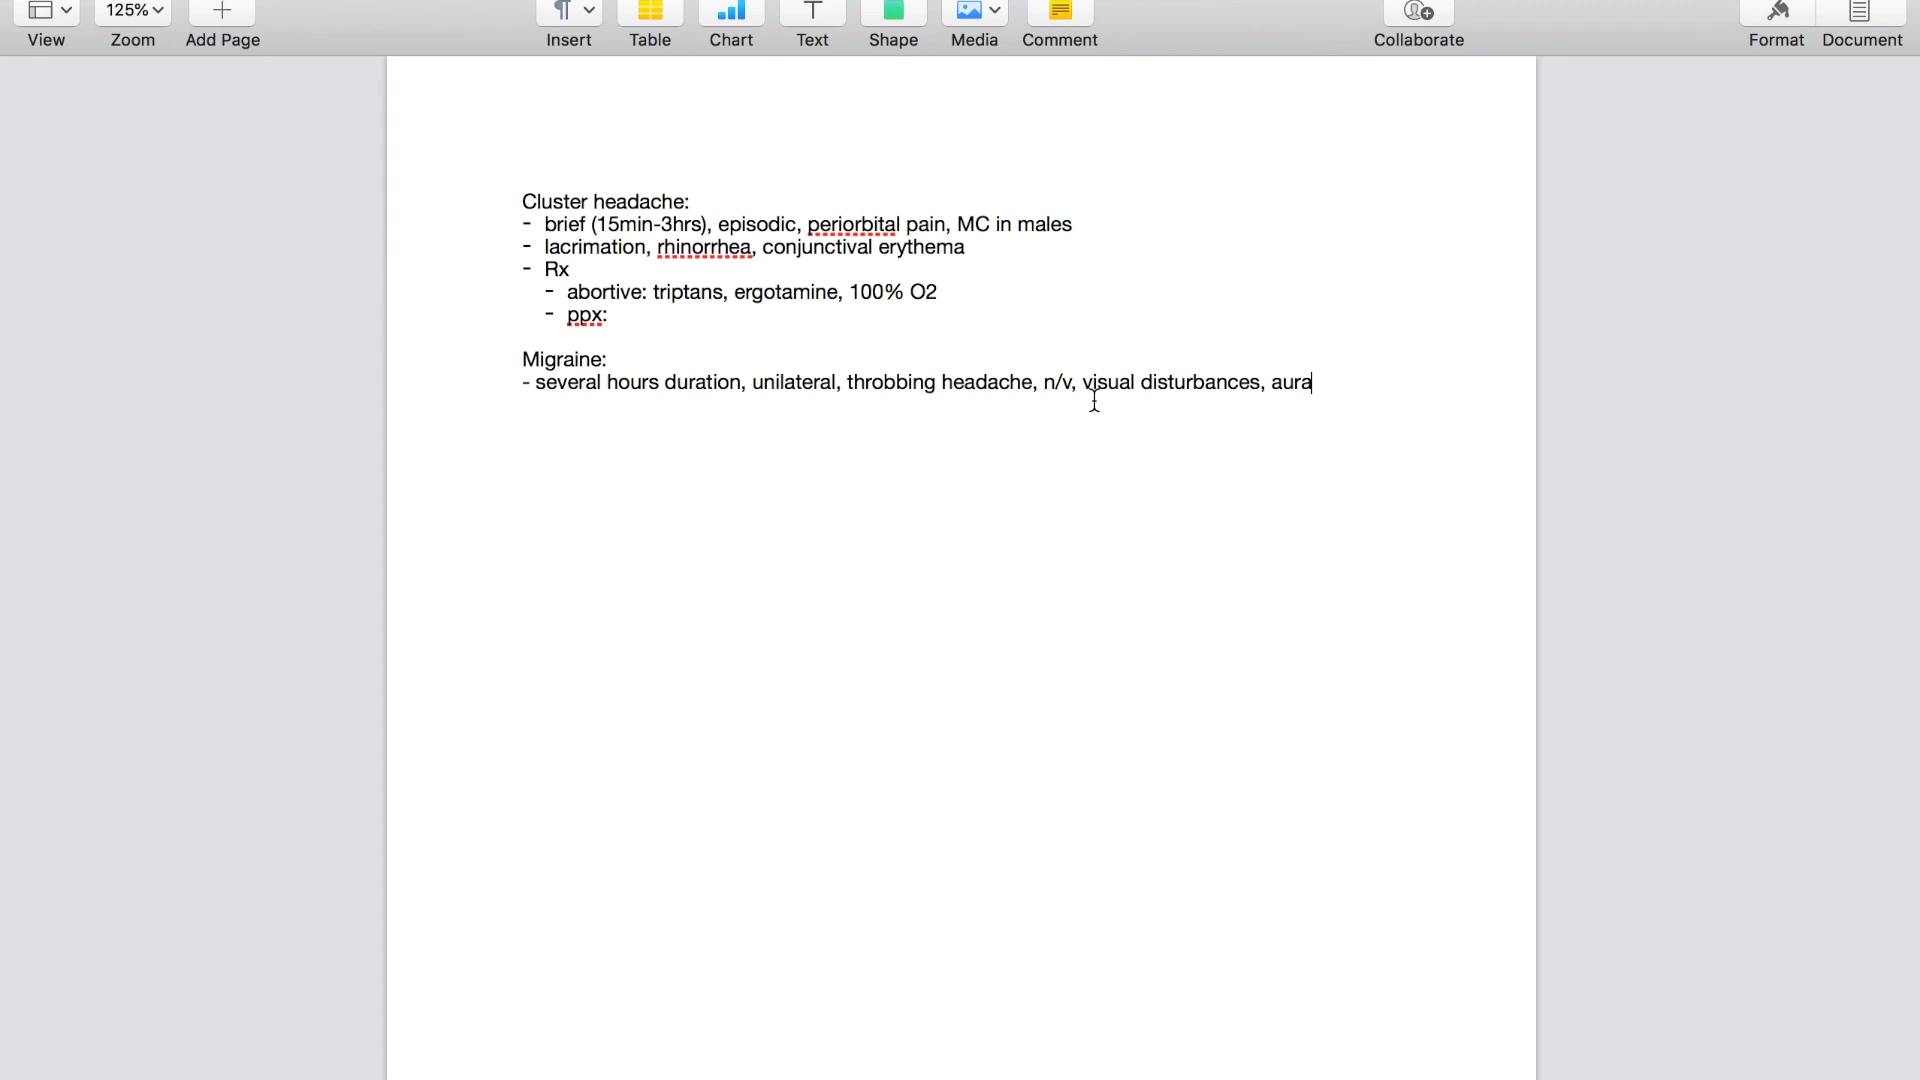 125%
View
Zoom
Add Page
Insert
Table
Chart
Text
Shape
Media
Comment
Collaborate
Format
Document
Cluster headache:
- brief (15min-3hrs), episodic, periorbital pain, MC in males
- lacrimation, rhinorrhea, conjunctival erythema
- Rx
- abortive: triptans, ergotamine, 100% O2
- ppx:
Migraine:
- several hours duration, unilateral, throbbing headache, n/v, visual disturbances, aura